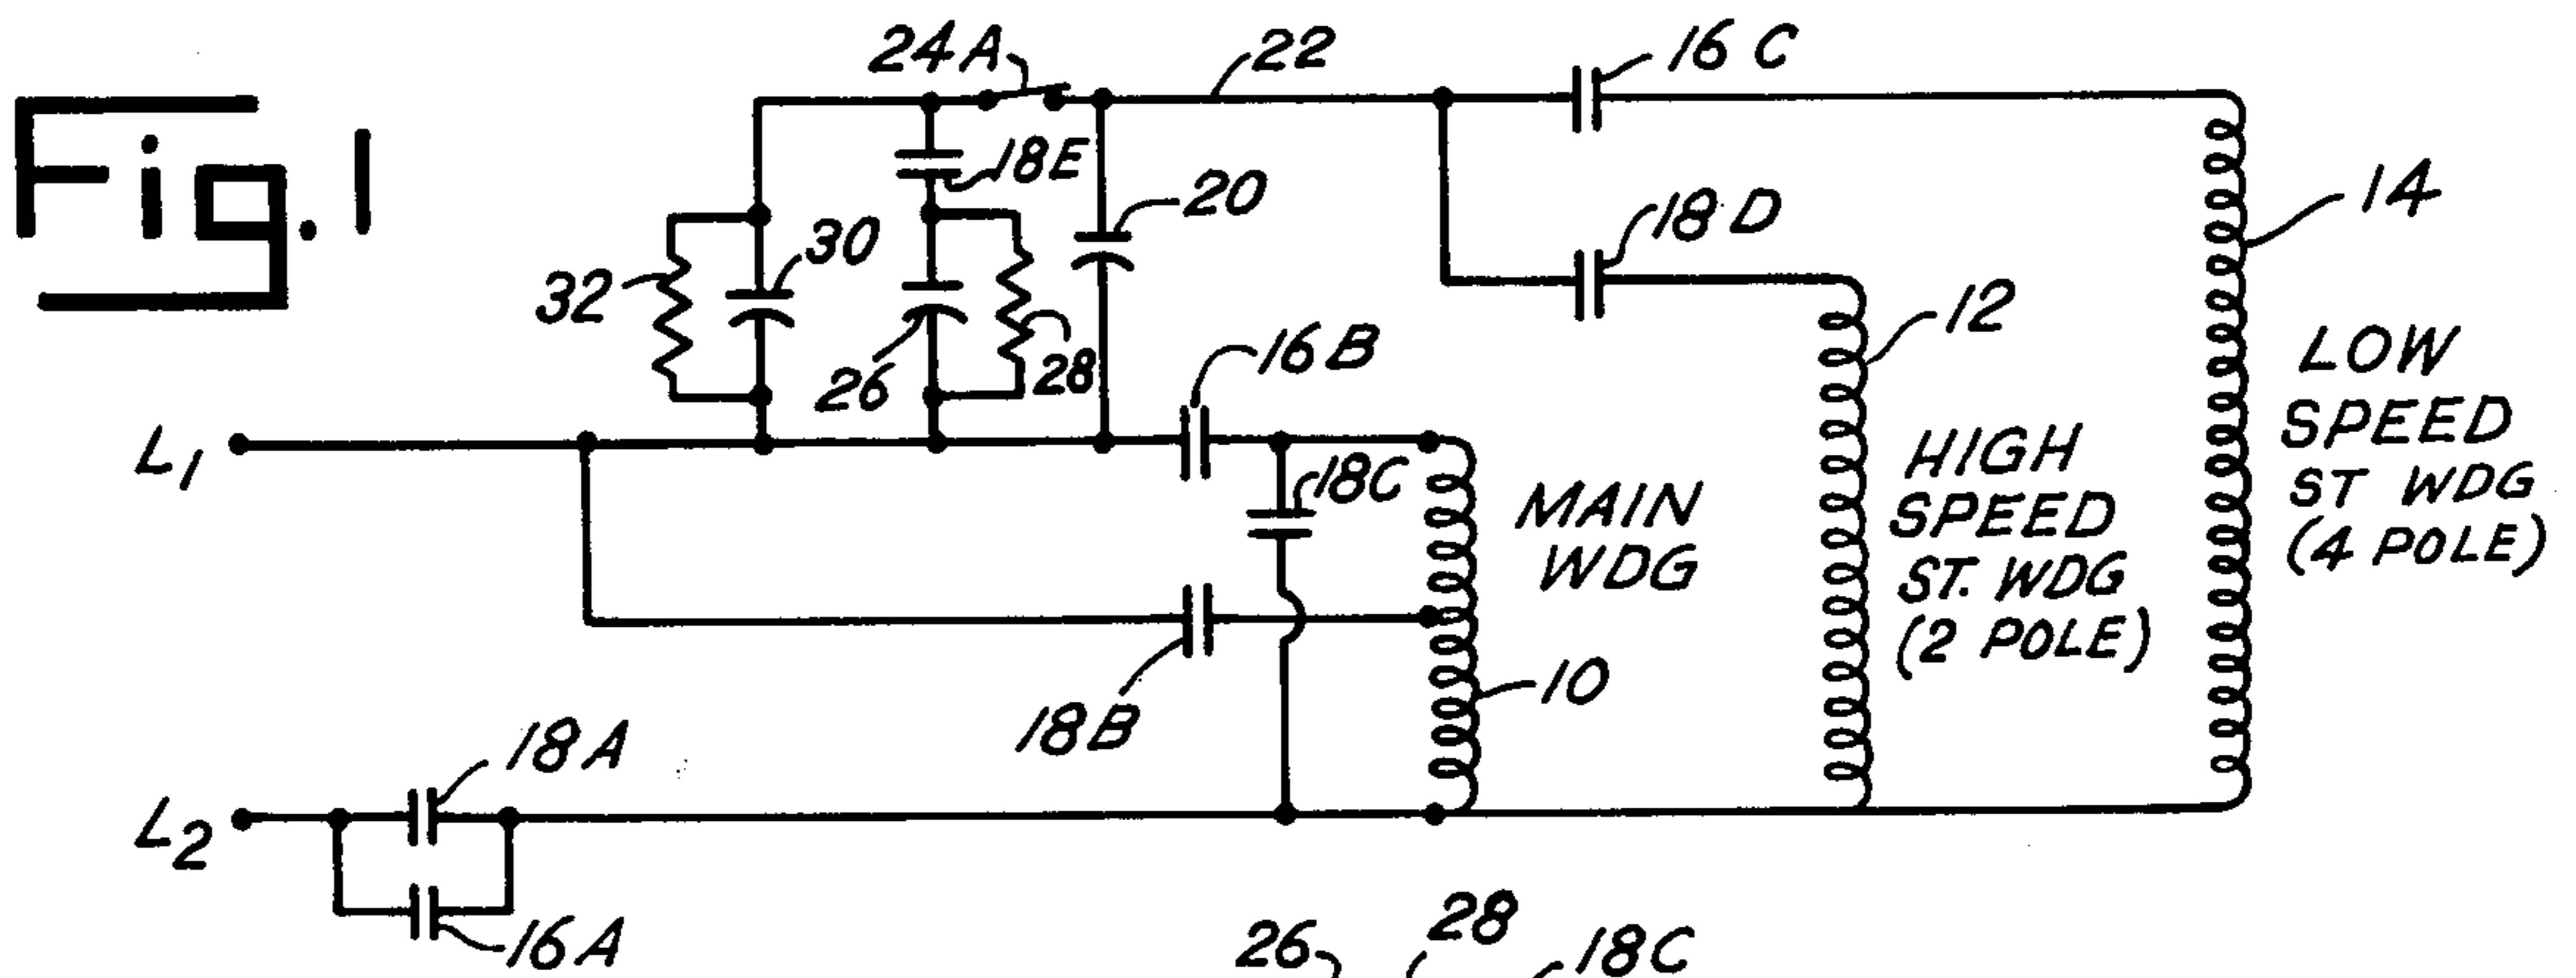 Fig.1
24A
22
16C
18E
20
18D
14
32
30
26
28
16B
12
LOW
SPEED
ST WDG
(4 POLE)
HIGH
SPEED
ST. WDG
(2 POLE)
L1
18C
MAIN
WDG
10
18B
18A
L2
16A
26
28
18C